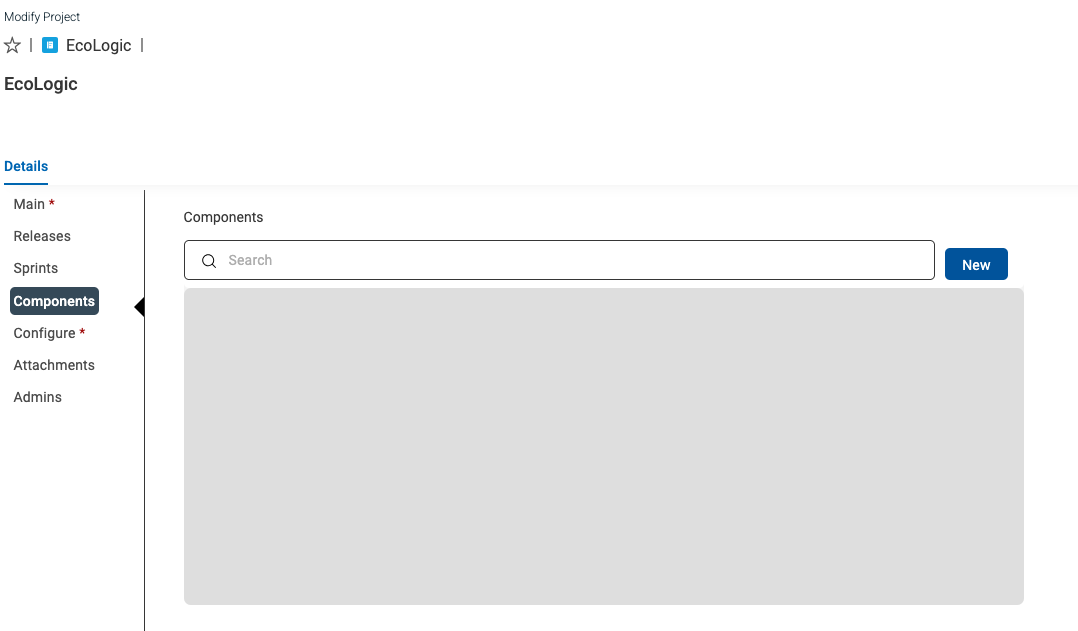 Modify Project
| EcoLogic |
EcoLogic
Details
Main *
Releases
Sprints
Components
Configure *
Attachments
Admins
Components
Search
New